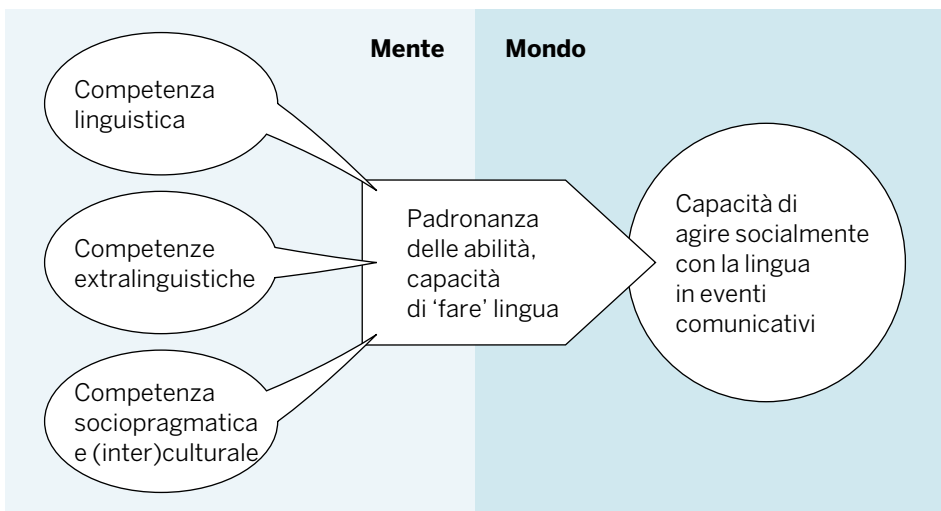 Mente
Mondo
Competenza
linguistica
Competenze
extralinguistiche
Competenza
sociopragmatica
e (inter)culturale
Padronanza
delle abilità,
capacità
di ‘fare’ lingua
Capacità di
agire socialmente
con la lingua
in eventi
comunicativi